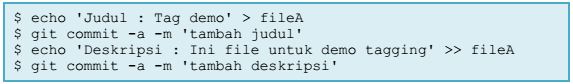 $ echo 'Judul : Tag demo' > fileA
$ git commit -a -m 'tambah judul'
$ echo 'Deskripsi : Ini file untuk demo tagging' >> fileA
$ git commit -a -m 'tambah deskripsi'